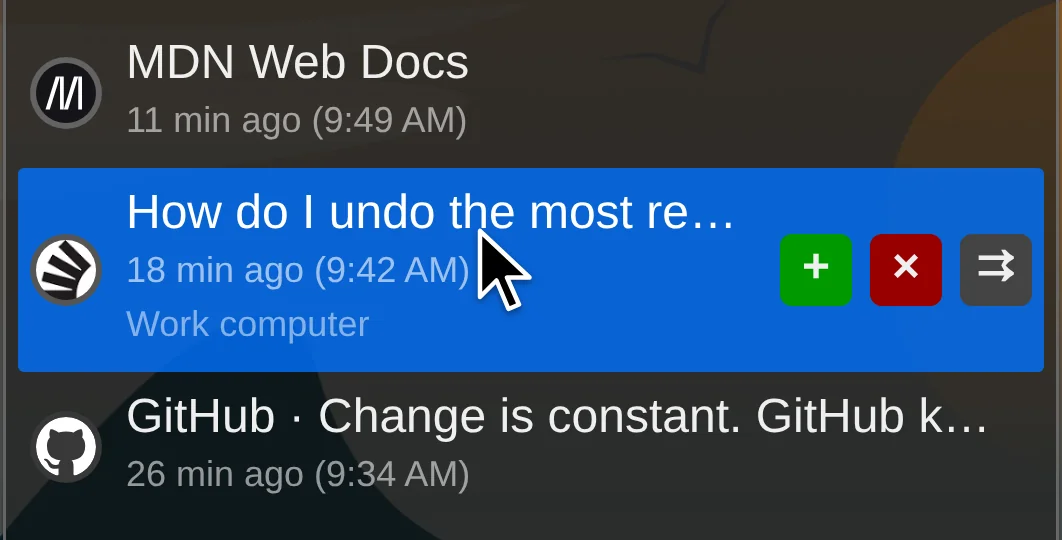 MDN Web Docs
11 min ago (9:49 AM)
How do I undo the most re…
18 min ago (9:42 AM)
Work computer
GitHub · Change is constant. GitHub k…
26 min ago (9:34 AM)